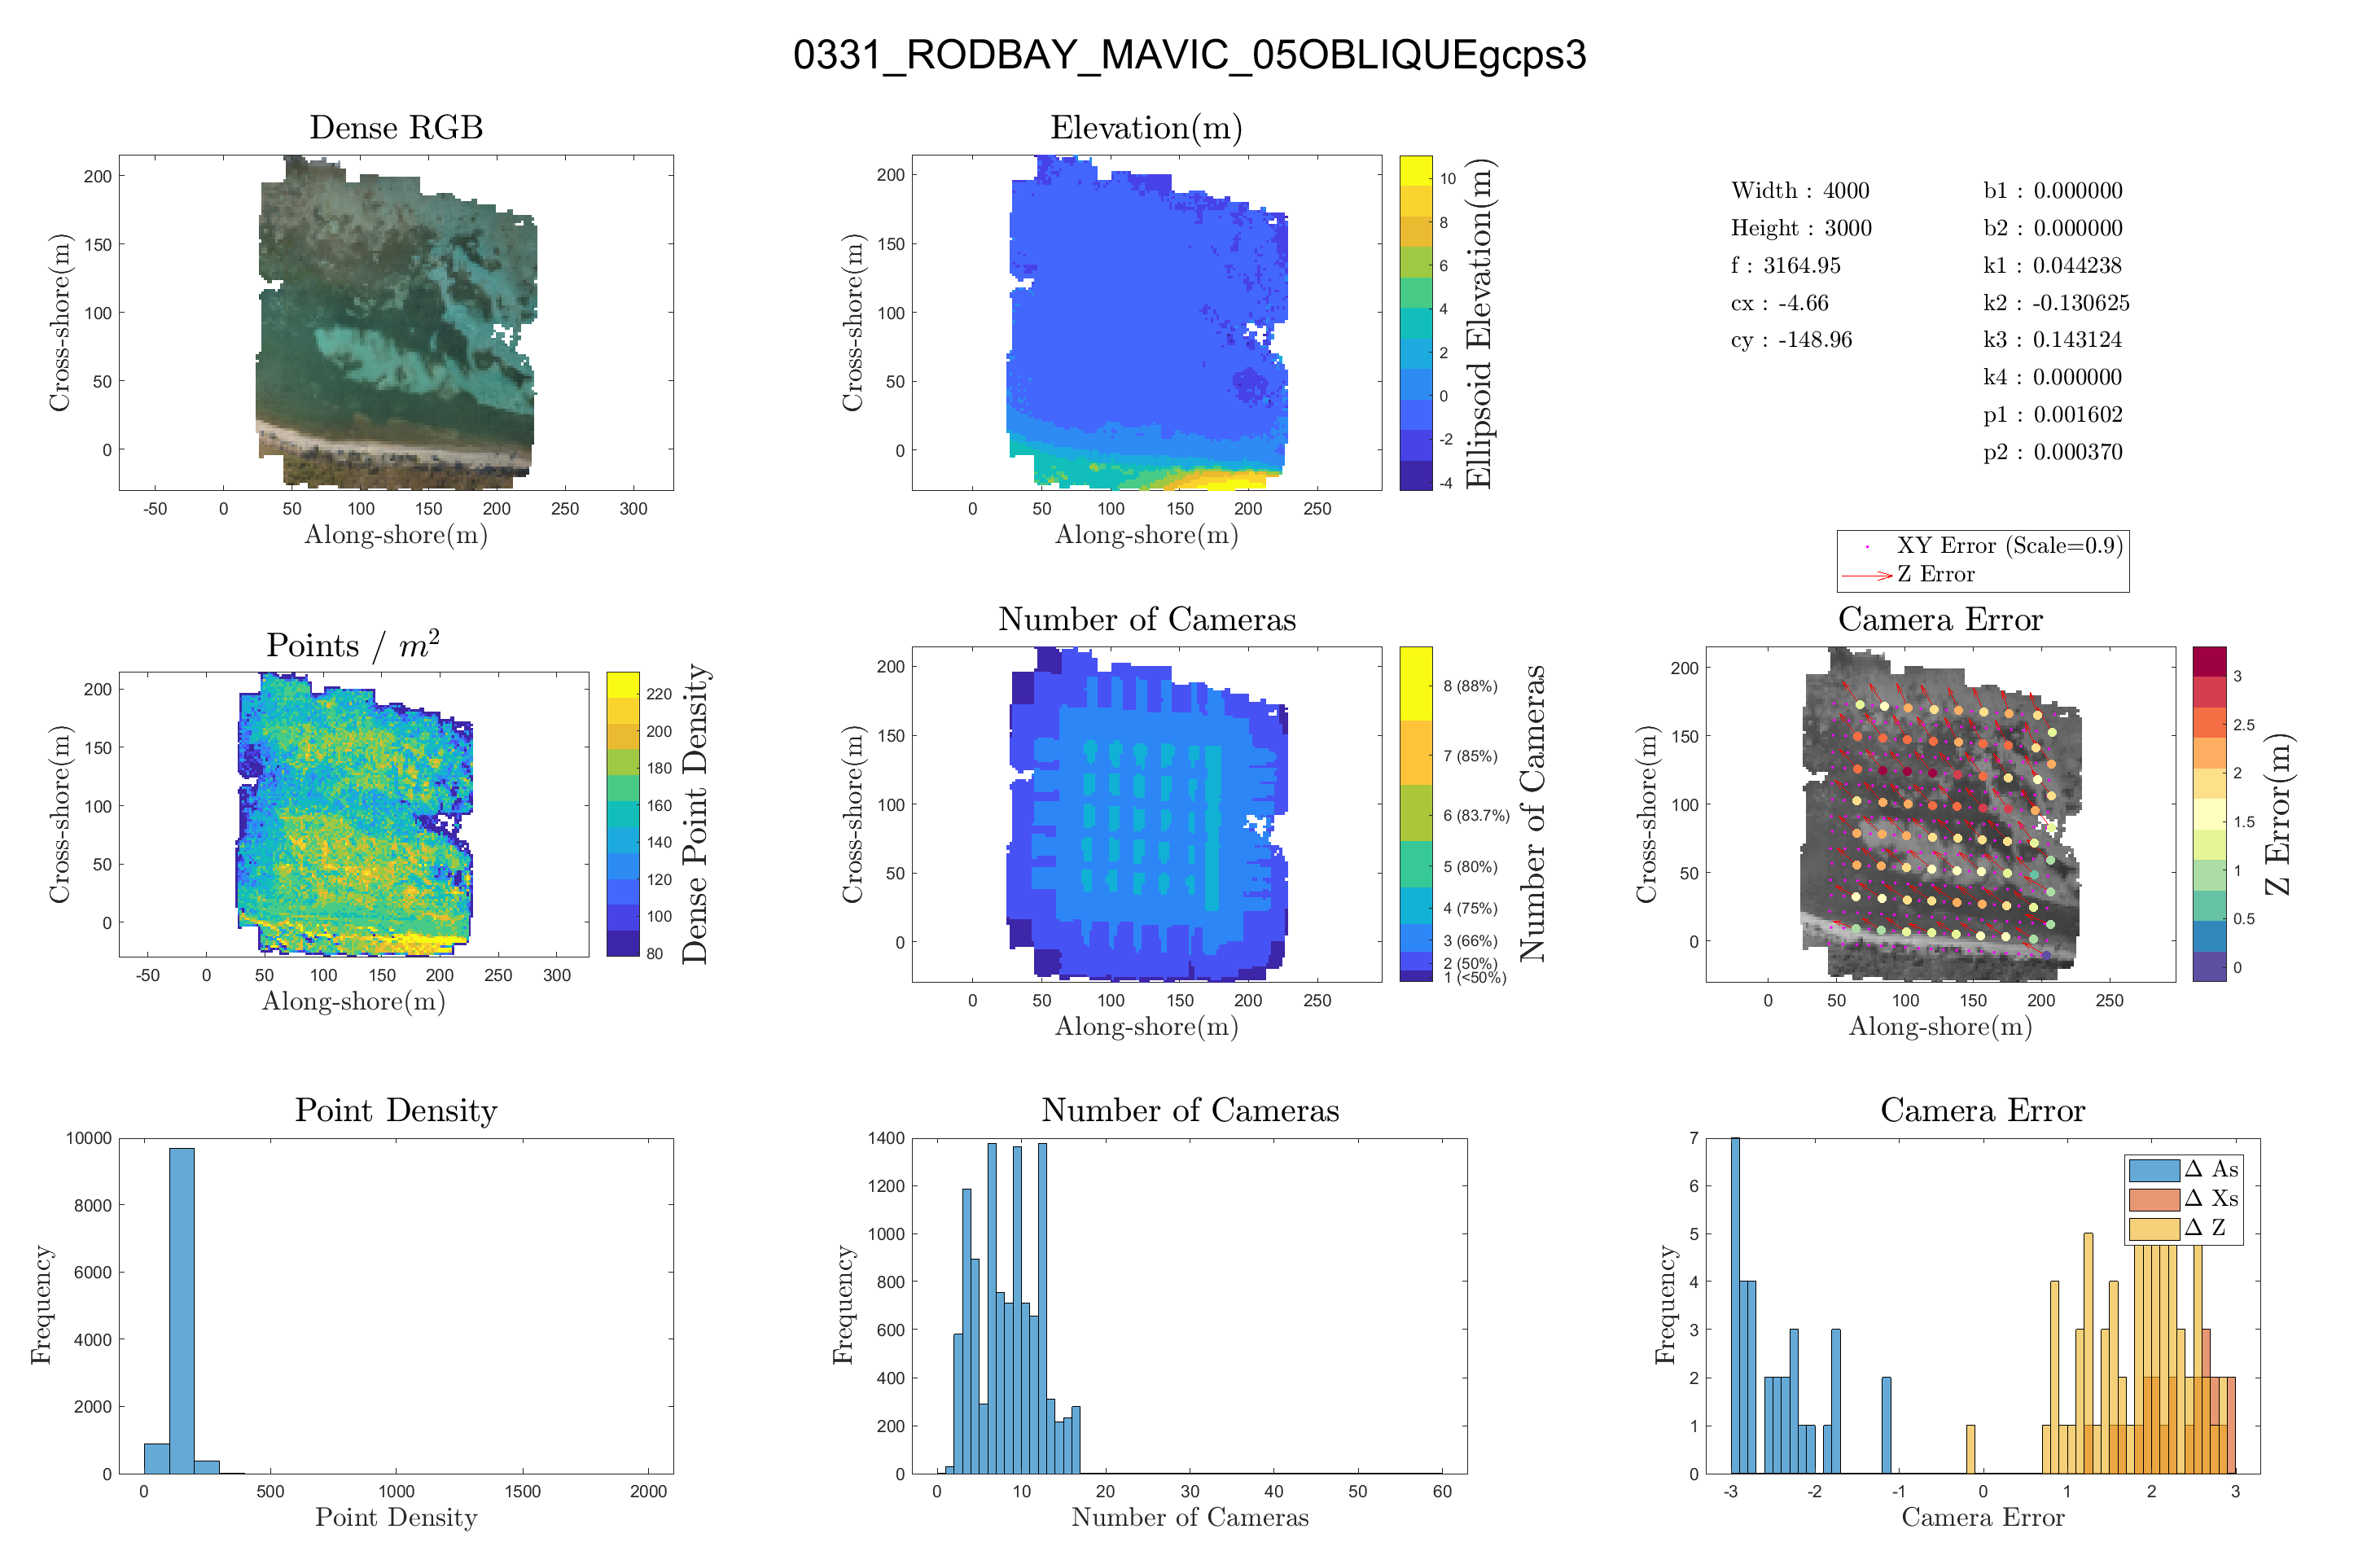 0331_RODBAY_MAVIC_05OBLIQUEgcps3
Dense RGB
200
150
100
50
0
Cross-shore(m)
-50 0 50 100 150 200 250 300
Along-shore(m)
Elevation(m)
200
150
100
50
0
Cross-shore(m)
0 50 100 150 200 250
Along-shore(m)
10
8
6
4
2
0
-2
-4
Ellipsoid Elevation(m)
Width : 4000
Height : 3000
f : 3164.95
cx : -4.66
cy : -148.96
b1 : 0.000000
b2 : 0.000000
k1 : 0.044238
k2 : -0.130625
k3 : 0.143124
k4 : 0.000000
p1 : 0.001602
p2 : 0.000370
Points / m²
200
150
100
50
0
Cross-shore(m)
-50 0 50 100 150 200 250 300
Along-shore(m)
220
200
180
160
140
120
100
80
Dense Point Density
Number of Cameras
200
150
100
50
0
Cross-shore(m)
0 50 100 150 200 250
Along-shore(m)
8 (88%)
7 (85%)
6 (83.7%)
5 (80%)
4 (75%)
3 (66%)
2 (50%)
1 (<50%)
Number of Cameras
XY Error (Scale=0.9)
Z Error
Camera Error
200
150
100
50
0
Cross-shore(m)
0 50 100 150 200 250
Along-shore(m)
3
2.5
2
1.5
1
0.5
0
Z Error(m)
Point Density
10000
8000
6000
4000
2000
0
Frequency
0 500 1000 1500 2000
Point Density
Number of Cameras
1400
1200
1000
800
600
400
200
0
Frequency
0 10 20 30 40 50 60
Number of Cameras
Camera Error
7
6
5
4
3
2
1
0
Frequency
Δ As
Δ Xs
Δ Z
-3 -2 -1 0 1 2 3
Camera Error